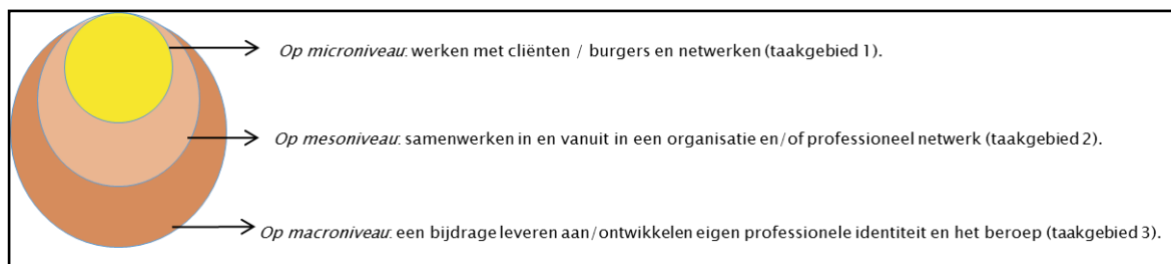 Op microniveau: werken met cliënten / burgers en netwerken (taakgebied 1).
Op mesoniveau: samenwerken in en vanuit in een organisatie en/of professioneel netwerk (taakgebied 2).
Op macroniveau: een bijdrage leveren aan/ontwikkelen eigen professionele identiteit en het beroep (taakgebied 3).